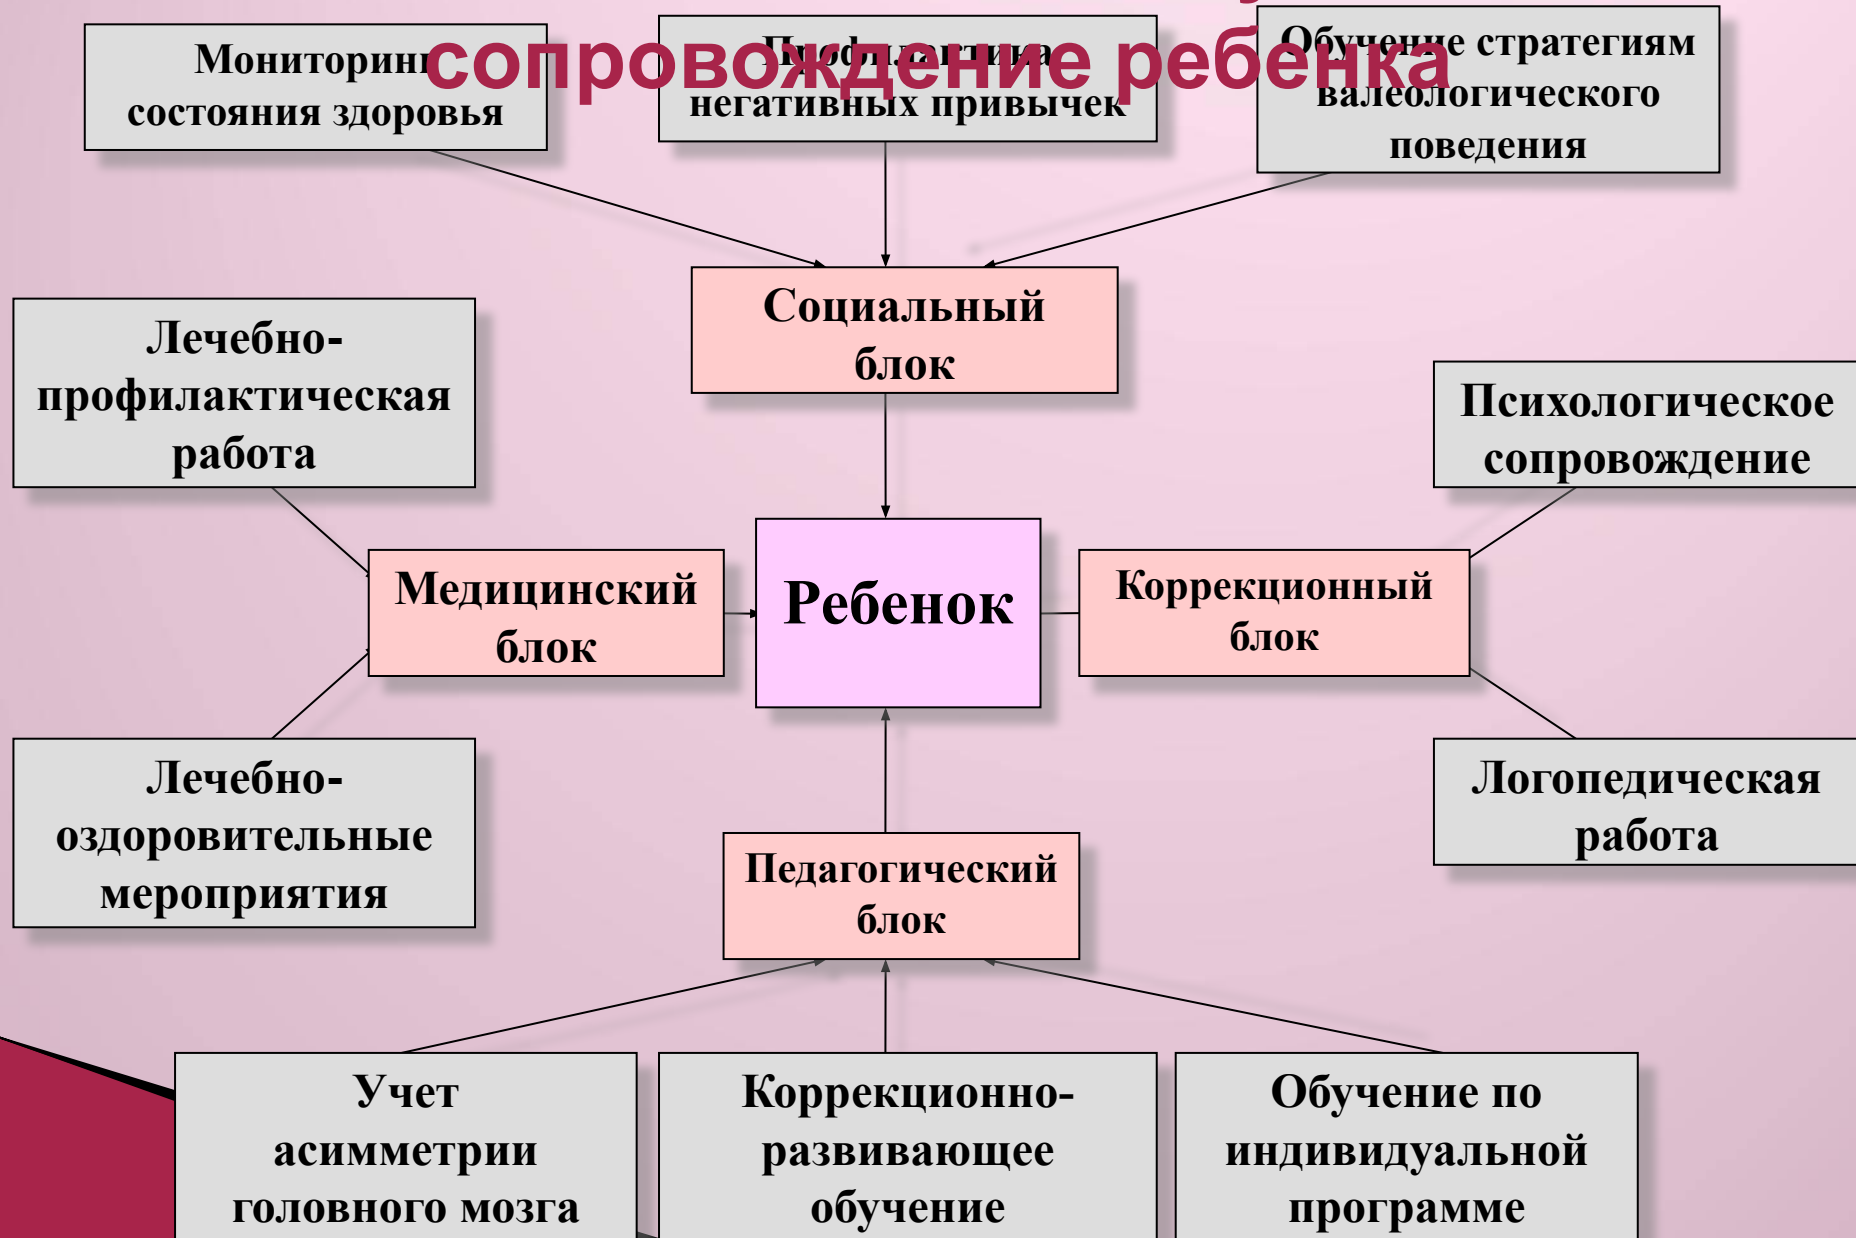 сопровождение ребенка
Мониторинг
состояния здоровья
Профилактика
негативных привычек
Обучение стратегиям
валеологического
поведения
Социальный
блок
Лечебно-
профилактическая
работа
Психологическое
сопровождение
Медицинский
блок
Ребенок
Коррекционный
блок
Лечебно-
оздоровительные
мероприятия
Логопедическая
работа
Педагогический
блок
Учет
асимметрии
головного мозга
Коррекционно-
развивающее
обучение
Обучение по
индивидуальной
программе